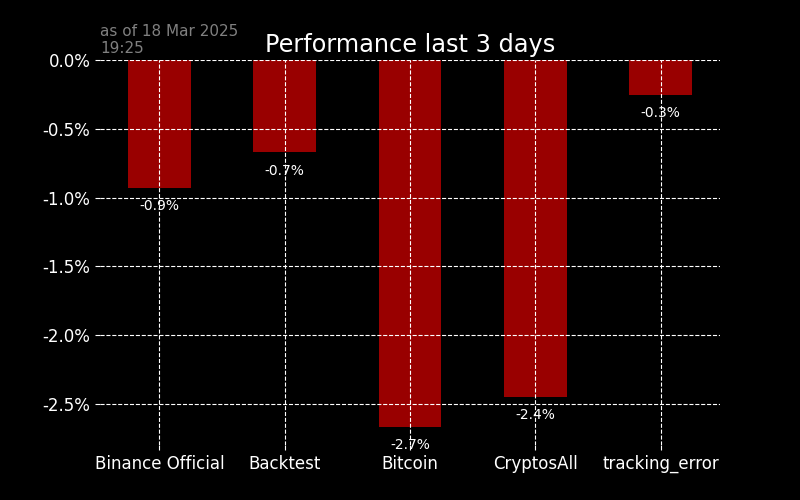 as of 18 Mar 2025
19:25
Performance last 3 days
0.0%
-0.5%
-1.0%
-1.5%
-2.0%
-2.5%
-0.9%
-0.7%
-2.7%
-2.4%
-0.3%
Binance Official
Backtest
Bitcoin
CryptosAll
tracking_error